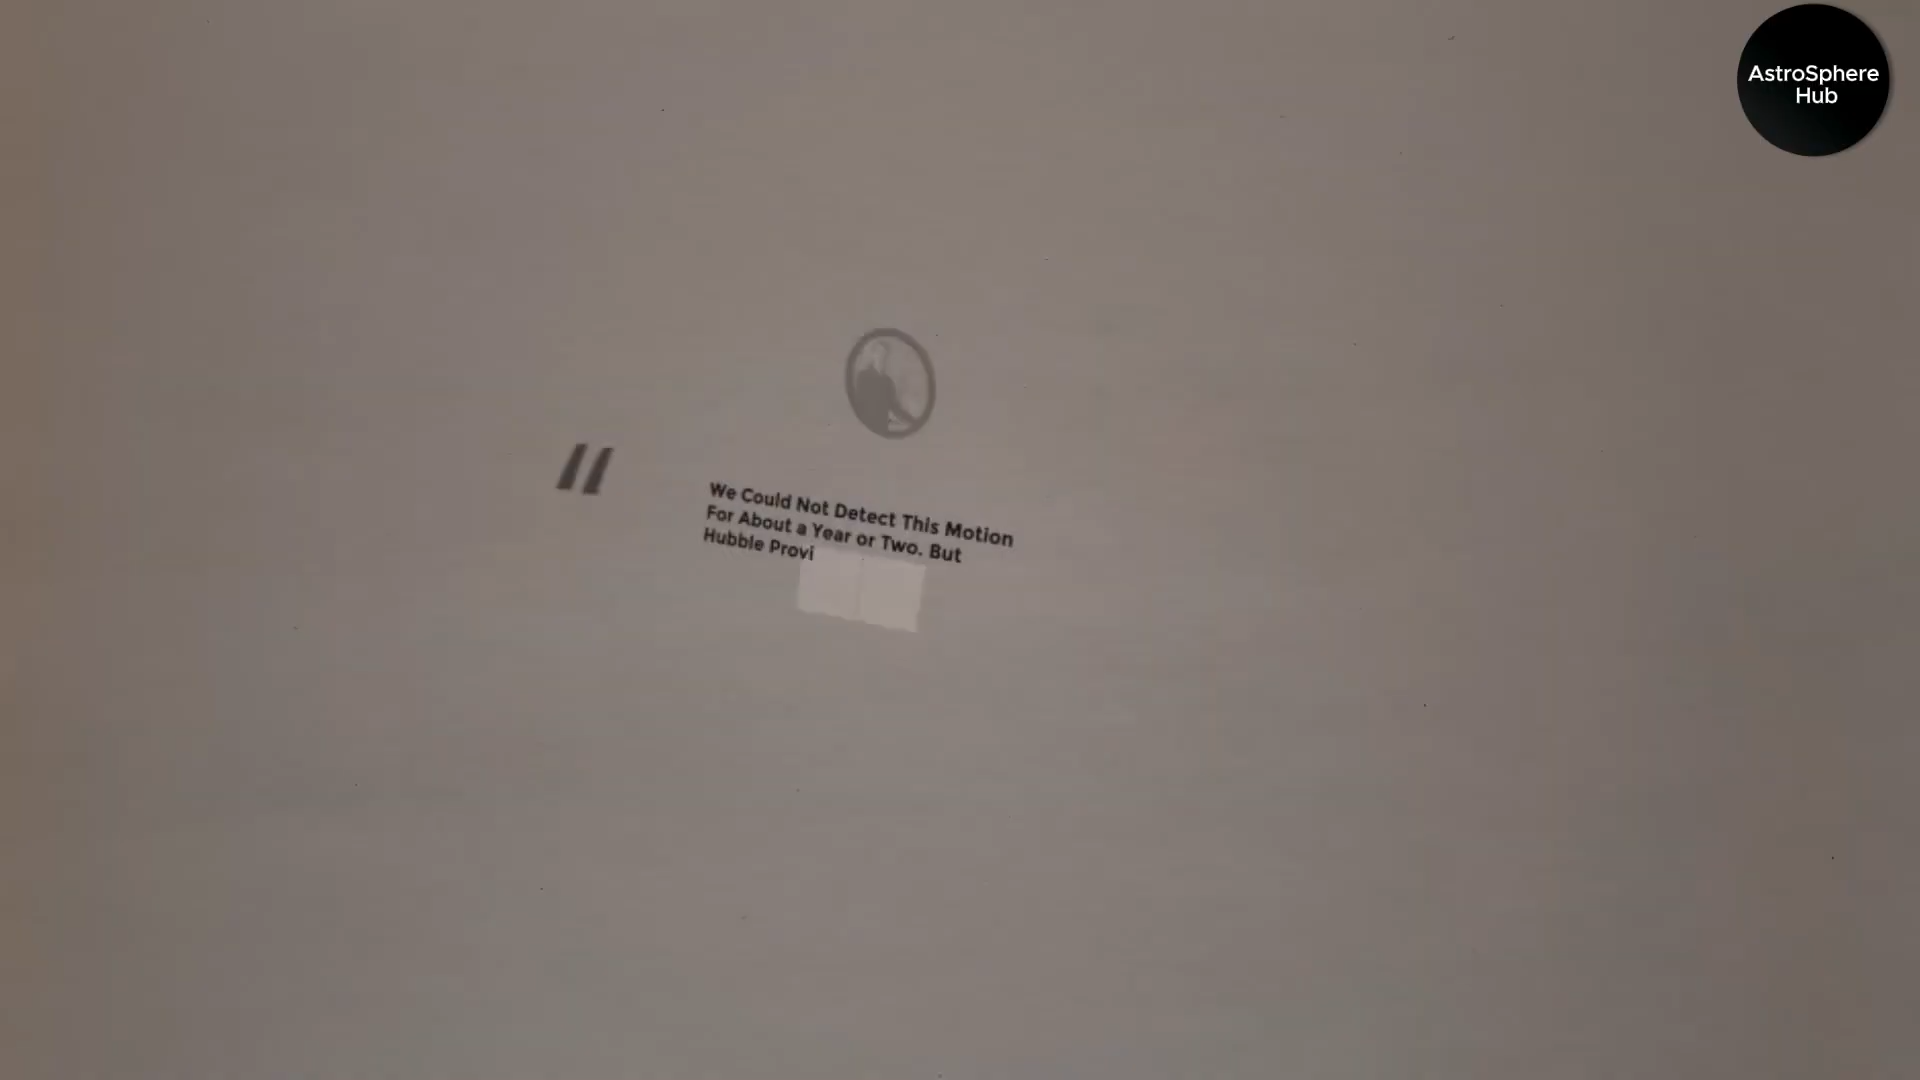 AstroSphere
Hub
We Could Not Detect This Motion
For About a Year or Two. But
Hubble Provi